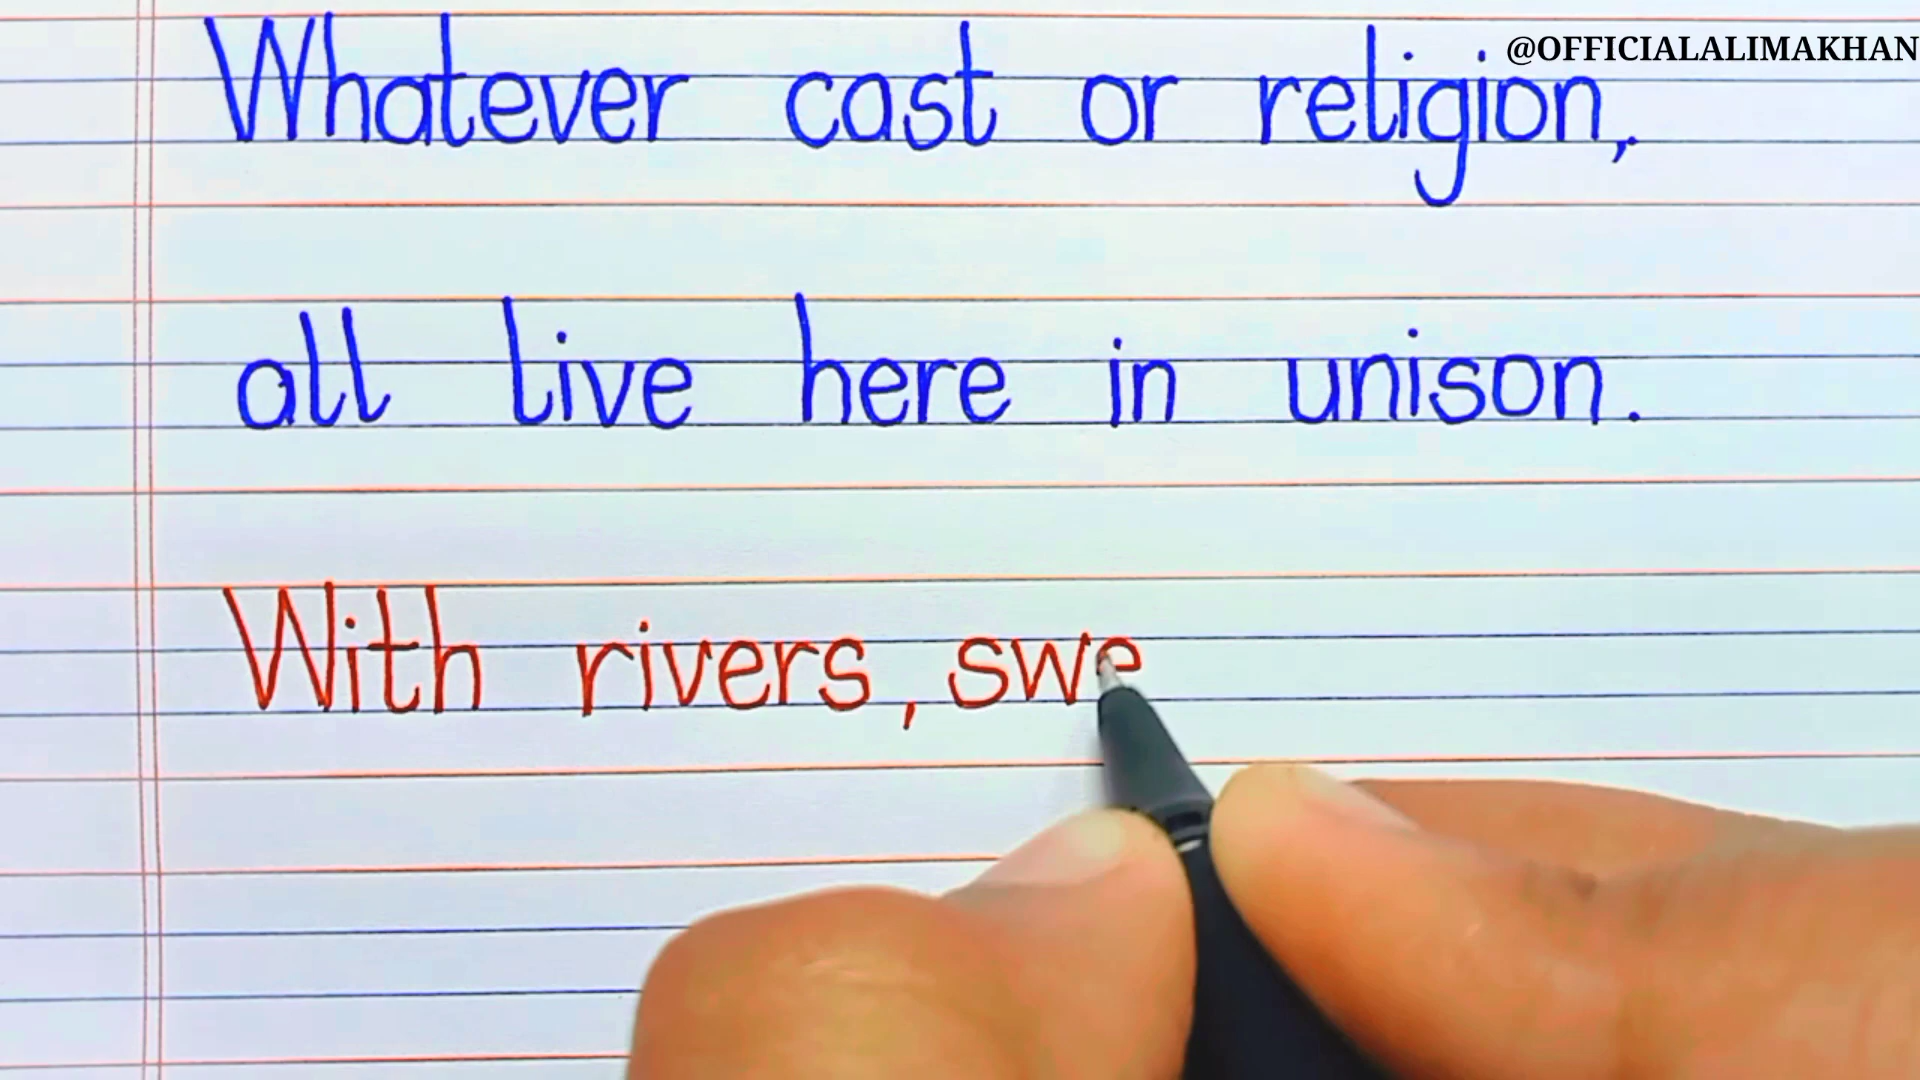 @OFFICIALALIMAKHAN
Whatever cast or religion,
all live here in unison.
With rivers, swe